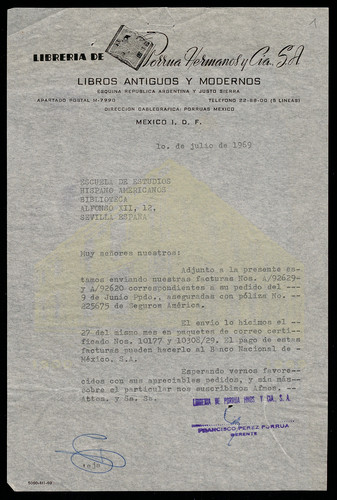 1
LIBRERIA DE Porrua Hermanos y Cia. S.A
LIBROS ANTIGUOS Y MODERNOS
ESQUINA REPUBLICA ARGENTINA Y JUSTO SIERRA
APARTADO POSTAL M-7990 TELEFONO 22-88-00 (5 LINEAS)
DIRECCION CABLEGRAFICA: PORRUAS MEXICO
MEXICO 1, D. F.
1o. de julio de 1969
ESCUELA DE ESTUDIOS
HISPANO AMERICANOS
BIBLIOTECA
ALFONSO XII, 12,
SEVILLA ESPAÑA
Muy señores nuestros:
Adjunto a la presente es-
tamos enviando nuestras facturas Nos. A/92629-
y A/92620 correspondientes a su pedido del ---
9 de Junio Ppdo., aseguradas con póliza No. --
d25675 de Seguros América.
El envío lo hicimos el --
27 del mismo mes en paquetes de correo certi--
ficado Nos. 10177 y 10308/29. El pago de estas
facturas pueden hacerlo al Banco Nacional de -
México. S.A.
Esperando vernos favore--
cidos con sus apreciables pedidos, y sin más--
sobre el particular nos suscribimos Afmos. --
Attos. y Ss. Ss.
LIBRERIA DE PORRUA HNOS. Y CIA., S. A.
FRANCISCO PEREZ PORRUA
GERENTE